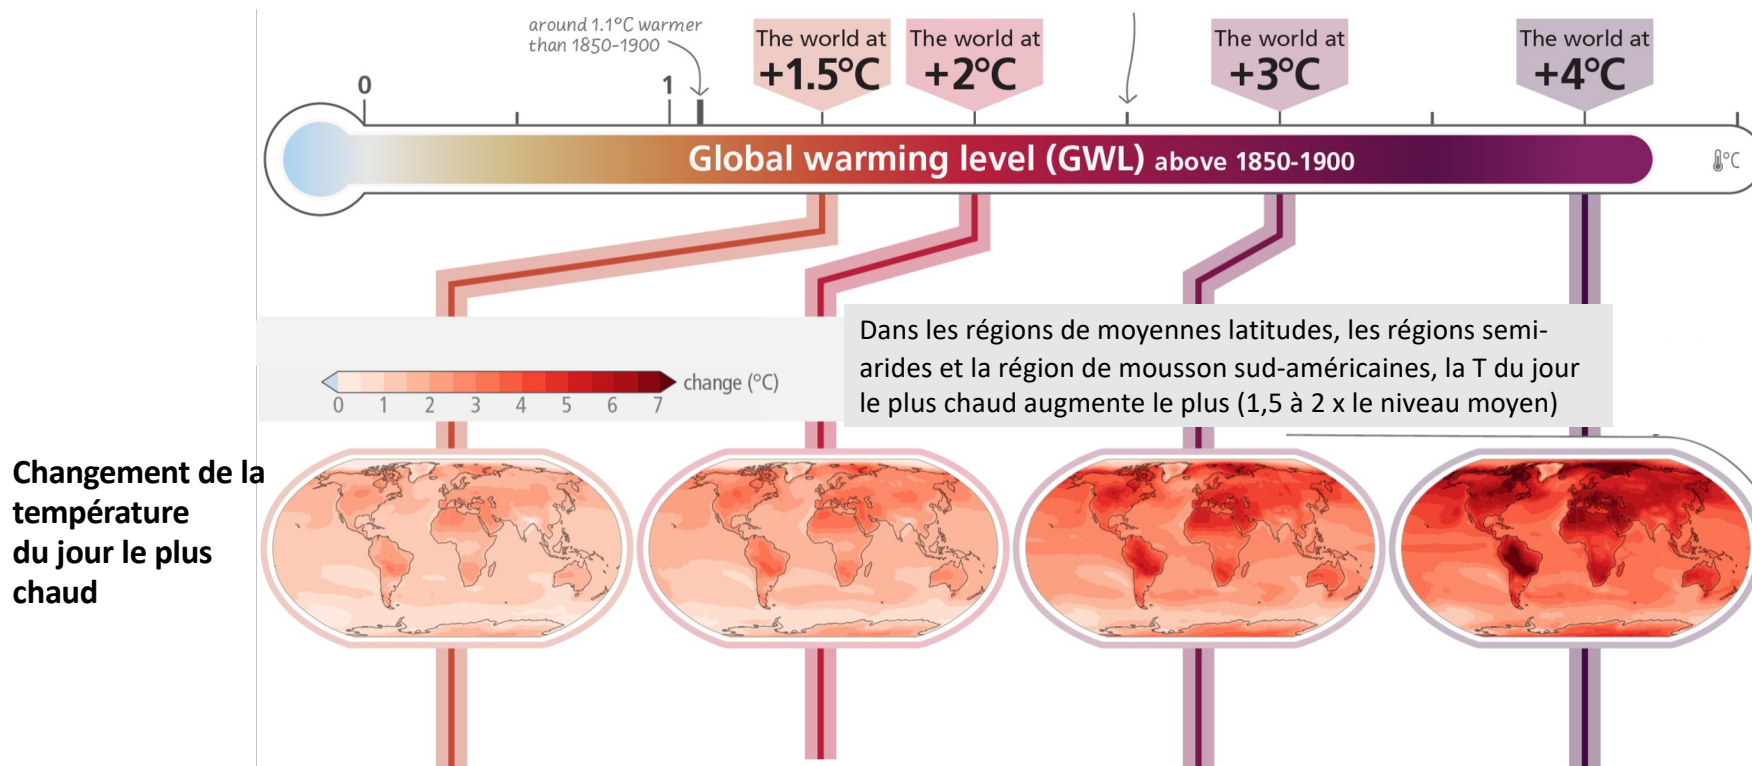 around 1.1°C warmer
than 1850-1900
The world at
+1.5°C
The world at
+2°C
The world at
+3°C
The world at
+4°C
0
1
Global warming level (GWL) above 1850-1900
°C
Dans les régions de moyennes latitudes, les régions semi-
arides et la région de mousson sud-américaines, la T du jour
le plus chaud augmente le plus (1,5 à 2 x le niveau moyen)
change (°C)
0 1 2 3 4 5 6 7
Changement de la
température
du jour le plus
chaud